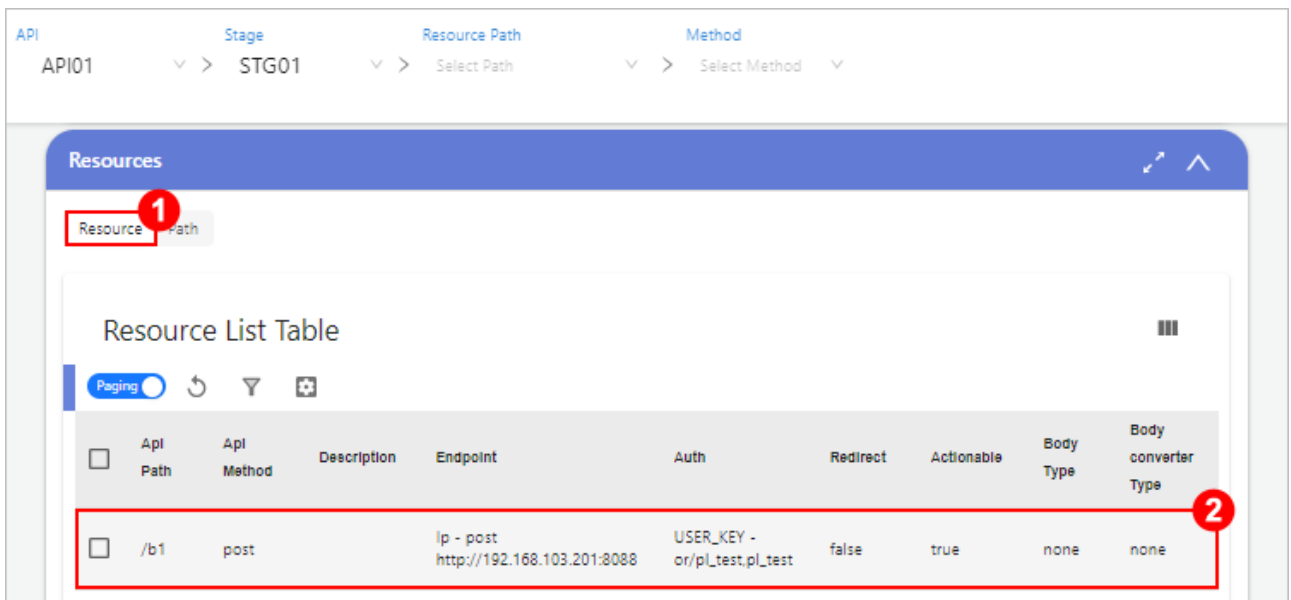 API Stage Resource Path Method
API01 > STG01 > Select Path > Select Method
Resources
1
Resource Path
Resource List Table
Paging
Api Path Api Method Description Endpoint Auth Redirect Actionable Body Type Body converter Type
2
/b1 post Ip - post http://192.168.103.201:8088 USER_KEY - or/pl_test,pl_test false true none none